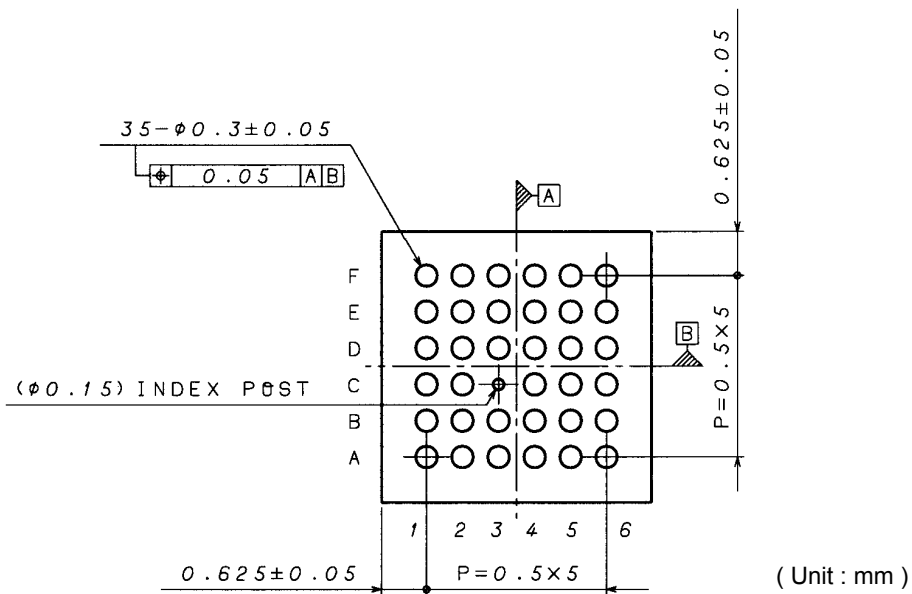 35-φ0.3±0.05
⌖ 0.05 A B
0.625±0.05
A
F
E
D
B
(φ0.15) INDEX POST
C
B
A
P=0.5×5
1 2 3 4 5 6
0.625±0.05
P=0.5×5
( Unit : mm )